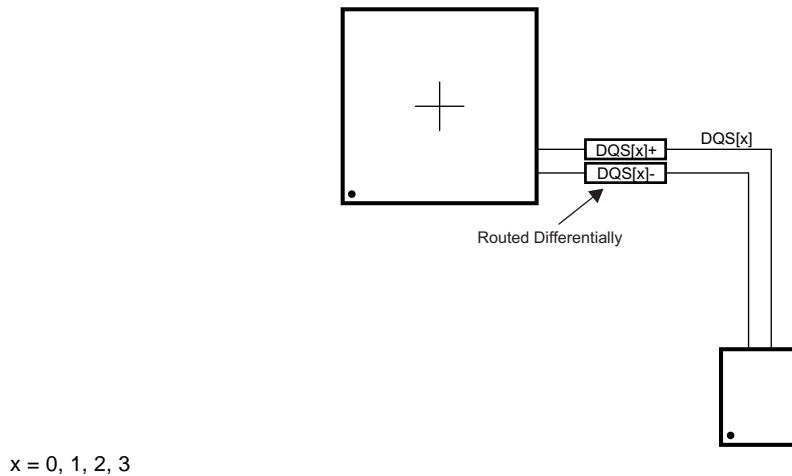 DQS[x]+
DQS[x]
DQS[x]-
Routed Differentially
x = 0, 1, 2, 3